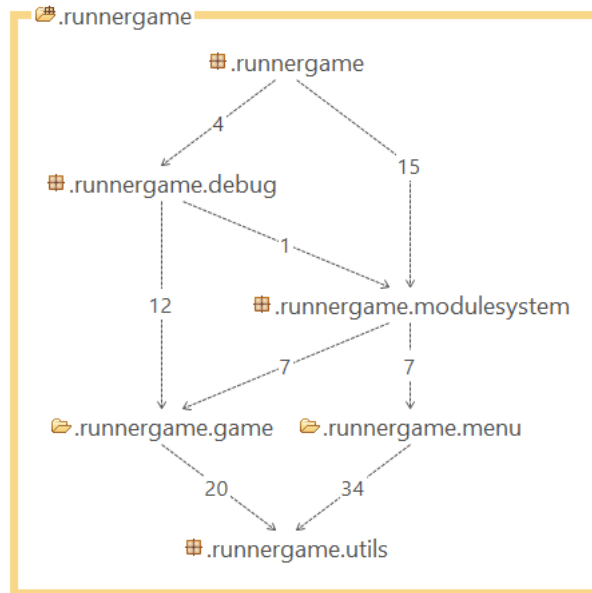 .runnergame
.runnergame
4
15
.runnergame.debug
1
12
.runnergame.modulesystem
7
7
.runnergame.game
.runnergame.menu
20
34
.runnergame.utils